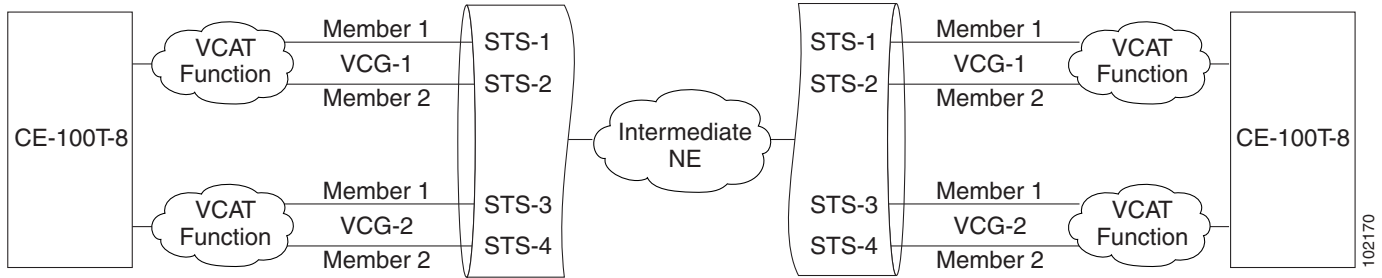 CE-100T-8
VCAT
Function
Member 1
VCG-1
Member 2
STS-1
STS-2
VCAT
Function
Member 1
VCG-2
Member 2
STS-3
STS-4
Intermediate
NE
STS-1
STS-2
Member 1
VCG-1
Member 2
VCAT
Function
STS-3
STS-4
Member 1
VCG-2
Member 2
VCAT
Function
CE-100T-8
102170